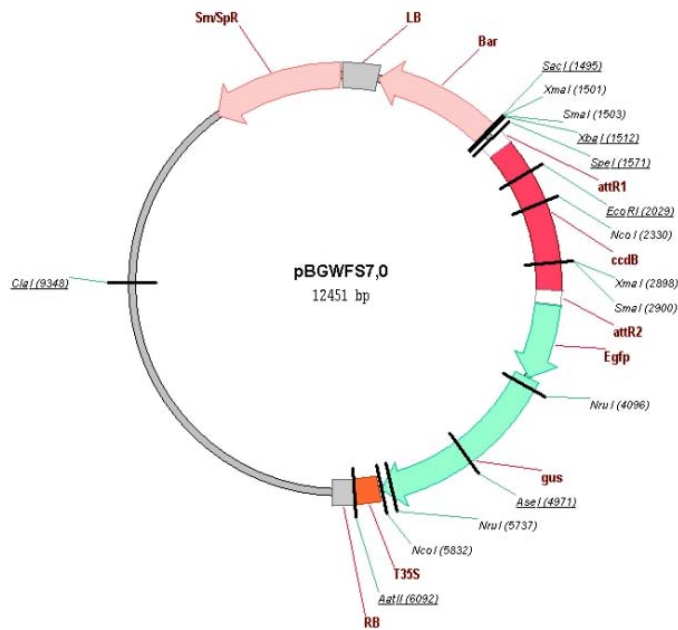 Sm/SpR
LB
Bar
SacI (1495)
XmaI (1501)
SmaI (1503)
XbaI (1512)
SpeI (1571)
attR1
EcoRI (2029)
NcoI (2330)
ccdB
XmaI (2898)
SmaI (2900)
attR2
Egfp
NruI (4096)
gus
AseI (4971)
NruI (5737)
NcoI (5832)
T35S
AatII (6092)
RB
ClaI (9348)
pBGWFS7,0
12451 bp